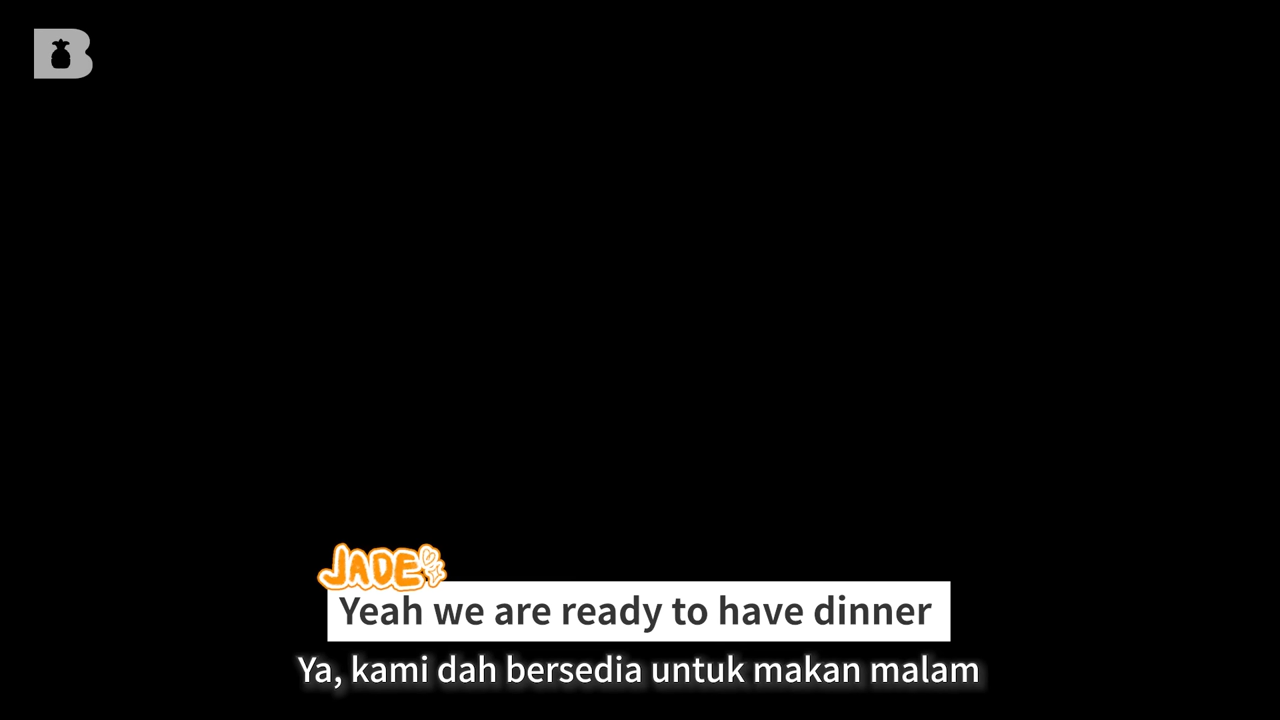 B
JADE
Yeah we are ready to have dinner
Ya, kami dah bersedia untuk makan malam